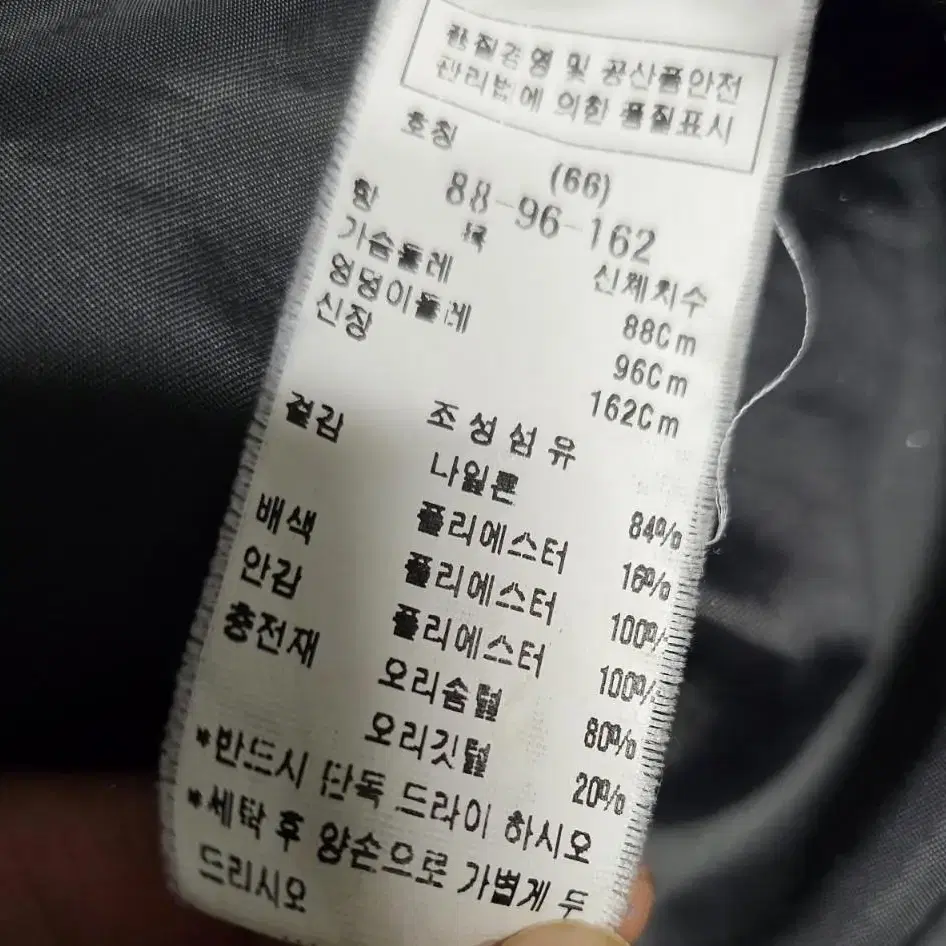 품질경영 및 공산품안전
관리법에 의한 품질표시
호칭
(66)
88-96-162
항 목 신체치수
가슴둘레 88Cm
엉덩이둘레 96Cm
신장 162Cm
조성섬유
겉감 나일론 84%
폴리에스터 16%
배색 폴리에스터 100%
안감 폴리에스터 100%
충전재 오리솜털 80%
오리깃털 20%
*반드시 단독 드라이 하시오
*세탁 후 양손으로 가볍게 두
드리시오